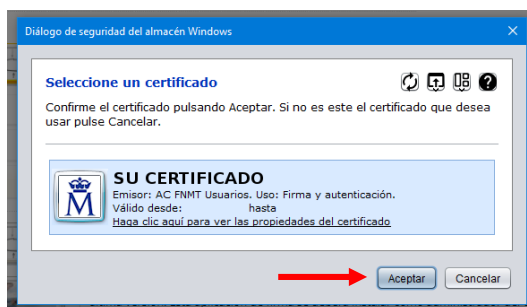 Diálogo de seguridad del almacén Windows
Seleccione un certificado
Confirme el certificado pulsando Aceptar. Si no es este el certificado que desea
usar pulse Cancelar.
SU CERTIFICADO
Emisor: AC FNMT Usuarios. Uso: Firma y autenticación.
Válido desde: hasta
Haga clic aquí para ver las propiedades del certificado
Aceptar Cancelar